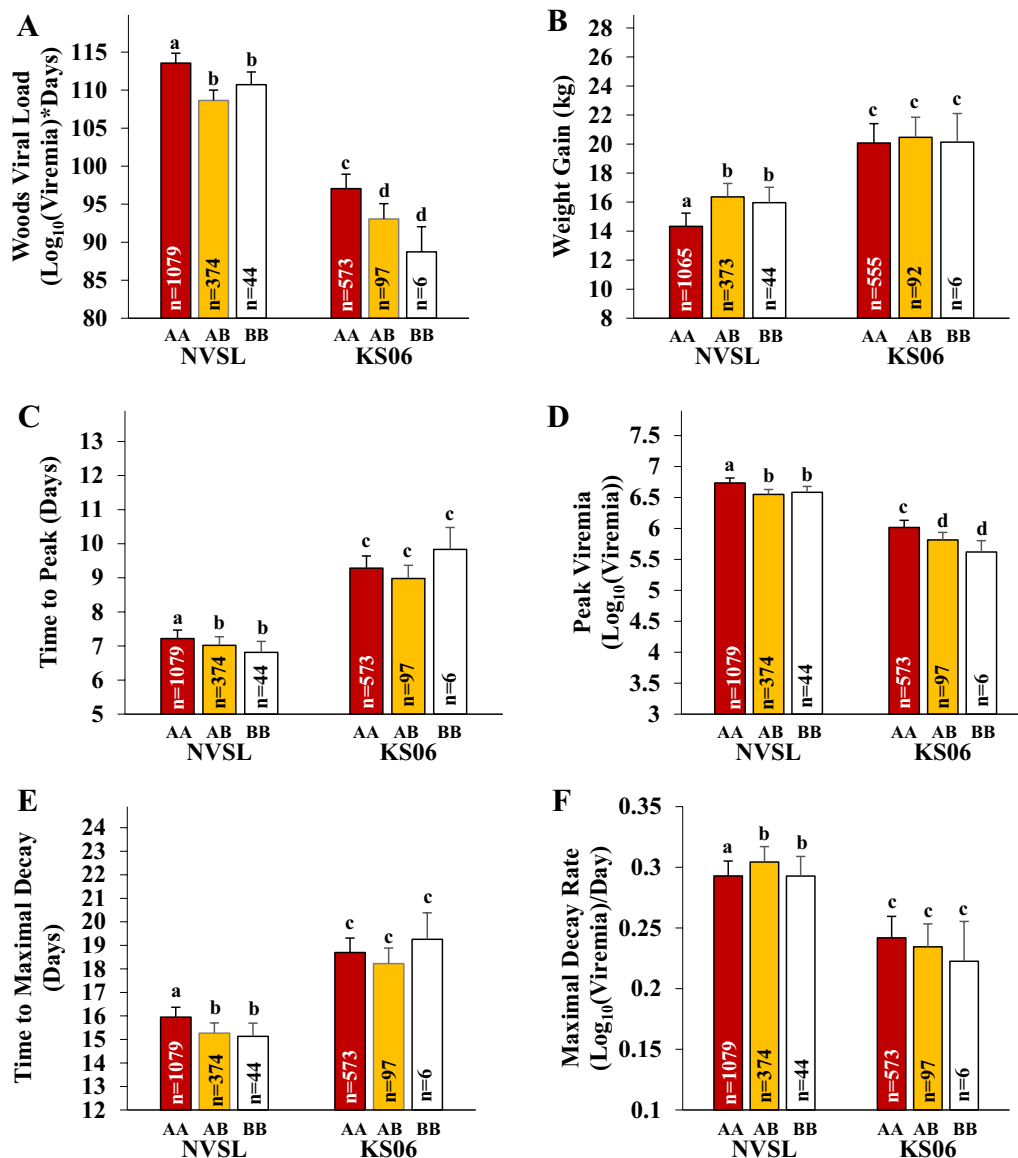 A
Woods Viral Load
(Log₁₀(Viremia)*Days
115
110
105
100
95
90
85
80
a
b
b
c
d
d
n=1079
n=374
n=44
n=573
n=97
n=6
AA AB BB AA AB BB
NVSL KS06
B
Weight Gain (kg)
28
26
24
22
20
18
16
14
12
10
8
a
b
b
c
c
c
n=1065
n=373
n=44
n=555
n=92
n=6
AA AB BB AA AB BB
NVSL KS06
C
Time to Peak (Days)
13
12
11
10
9
8
7
6
5
a
b
b
c
c
c
n=1079
n=374
n=44
n=573
n=97
n=6
AA AB BB AA AB BB
NVSL KS06
D
Peak Viremia
(Log₁₀(Viremia))
7.5
7
6.5
6
5.5
5
4.5
4
3.5
3
a
b
b
c
d
d
n=1079
n=374
n=44
n=573
n=97
n=6
AA AB BB AA AB BB
NVSL KS06
E
Time to Maximal Decay
(Days)
24
23
22
21
20
19
18
17
16
15
14
13
12
a
b
b
c
c
c
n=1079
n=374
n=44
n=573
n=97
n=6
AA AB BB AA AB BB
NVSL KS06
F
Maximal Decay Rate
(Log₁₀(Viremia)/Day)
0.35
0.3
0.25
0.2
0.15
0.1
a
b
b
c
c
c
n=1079
n=374
n=44
n=573
n=97
n=6
AA AB BB AA AB BB
NVSL KS06